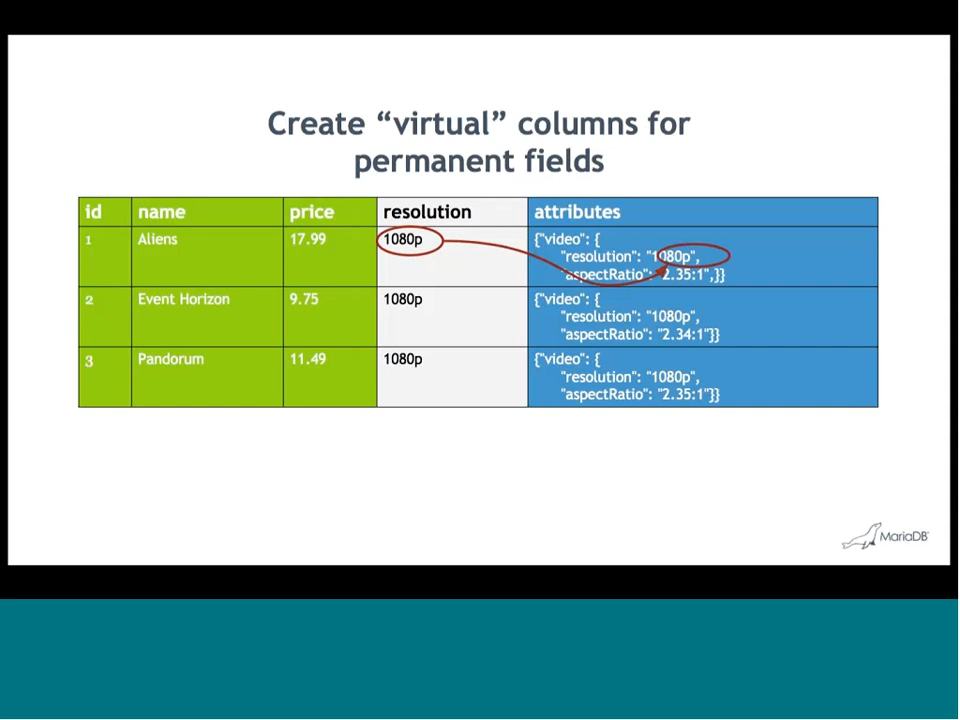 Create “virtual” columns for
permanent fields
id name price resolution attributes
1 Aliens 17.99 1080p {"video": {
"resolution": "1080p",
"aspectRatio": "2.35:1",}}
2 Event Horizon 9.75 1080p {"video": {
"resolution": "1080p",
"aspectRatio": "2.34:1"}}
3 Pandorum 11.49 1080p {"video": {
"resolution": "1080p",
"aspectRatio": "2.35:1"}}
MariaDB